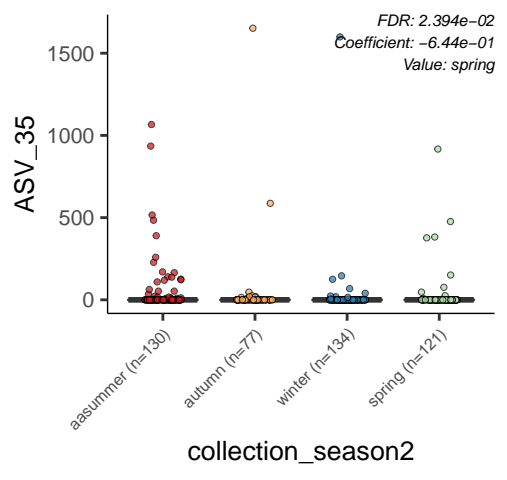 FDR: 2.394e−02
Coefficient: −6.44e−01
Value: spring
1500
1000
500
0
ASV_35
aasummer (n=130)
autumn (n=77)
winter (n=134)
spring (n=121)
collection_season2